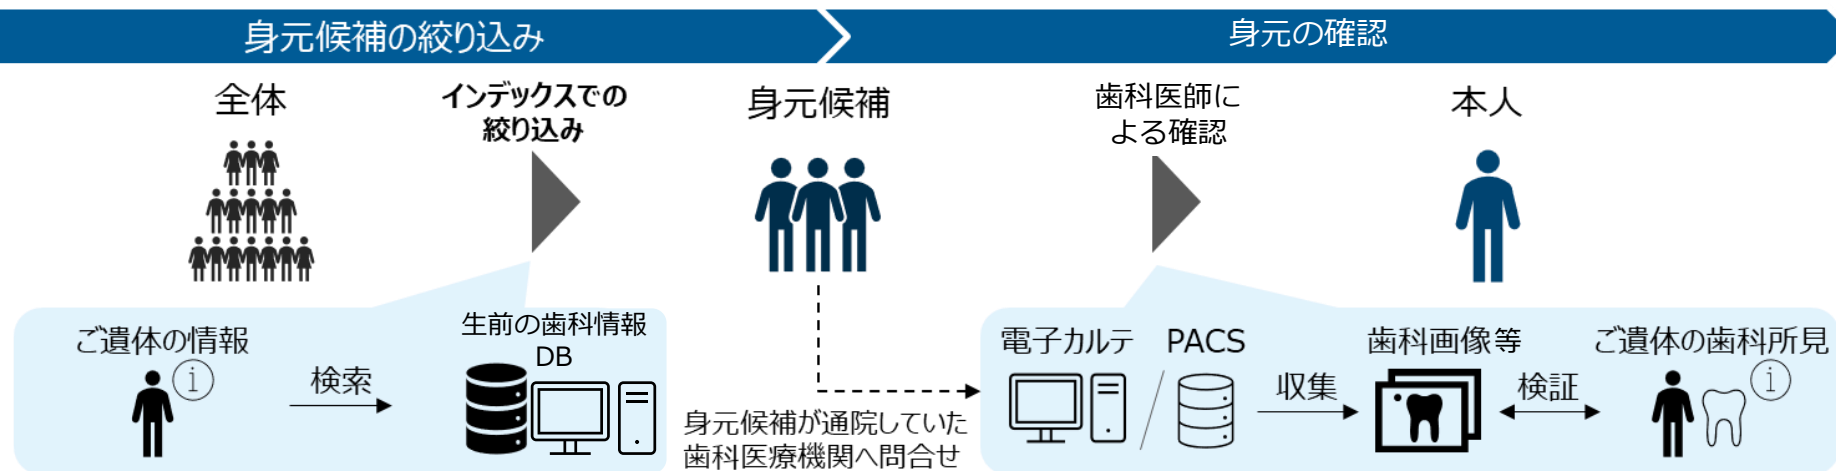 身元候補の絞り込み
身元の確認
全体
インデックスでの
絞り込み
身元候補
歯科医師に
よる確認
本人
ご遺体の情報
i
検索
生前の歯科情報
DB
身元候補が通院していた
歯科医療機関へ問合せ
電子カルテ
PACS
収集
歯科画像等
検証
ご遺体の歯科所見
i